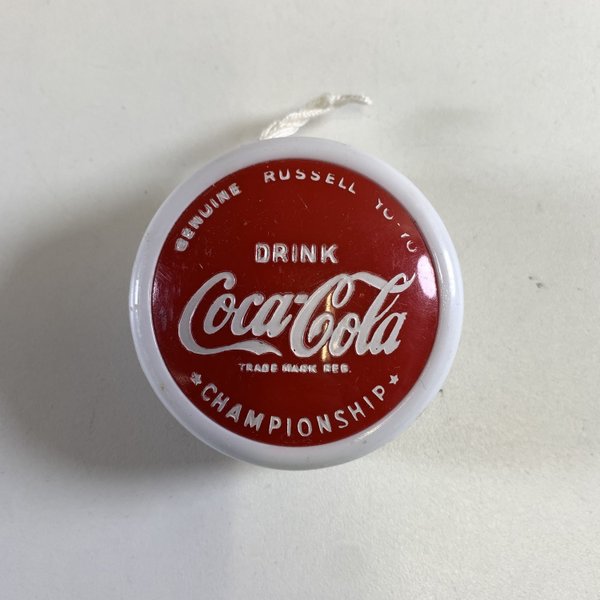 GENUINE RUSSELL YO-YO
DRINK
Coca-Cola
TRADE MARK REG.
★CHAMPIONSHIP★